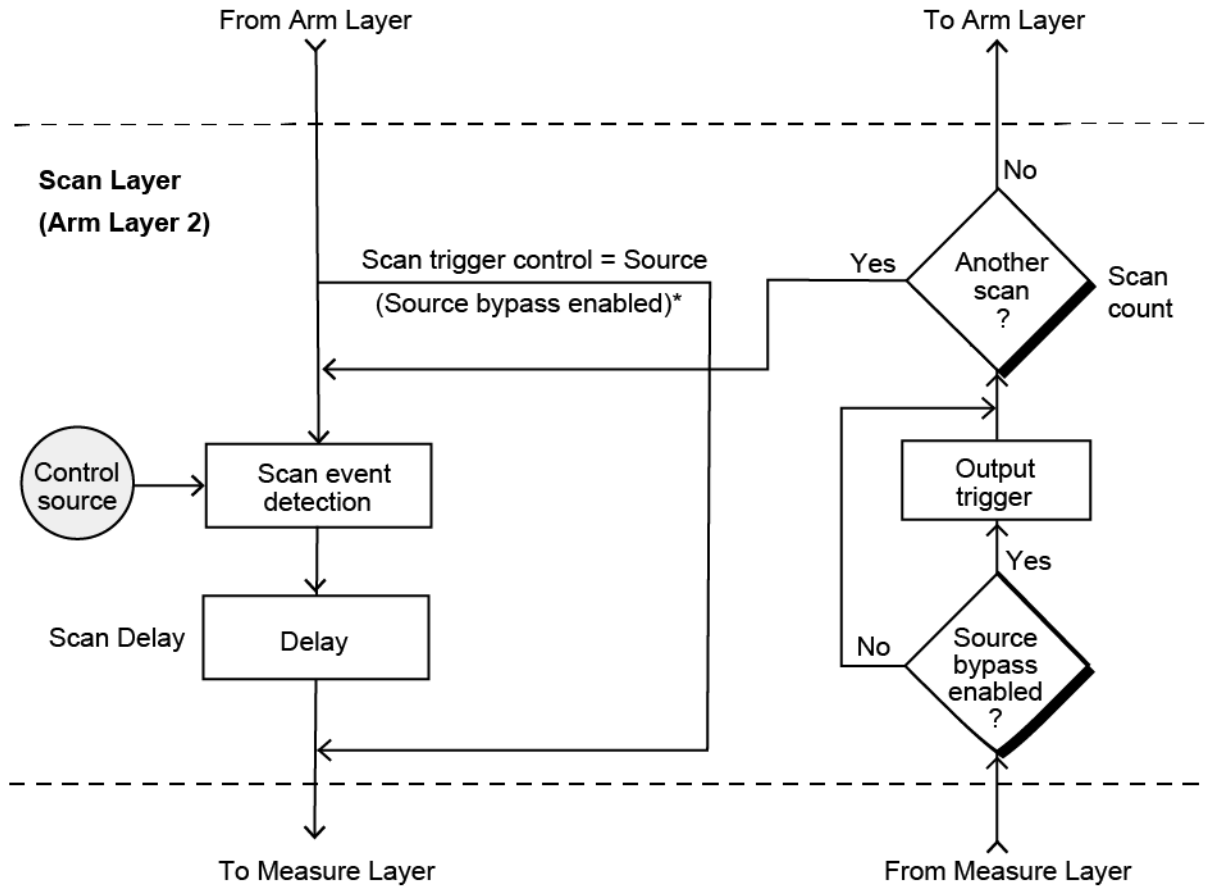 From Arm Layer
To Arm Layer
Scan Layer
(Arm Layer 2)
No
Scan trigger control = Source
(Source bypass enabled)*
Yes
Another
scan
?
Scan
count
Control
source
Scan event
detection
Output
trigger
Yes
Scan Delay
Delay
No
Source
bypass
enabled
?
To Measure Layer
From Measure Layer